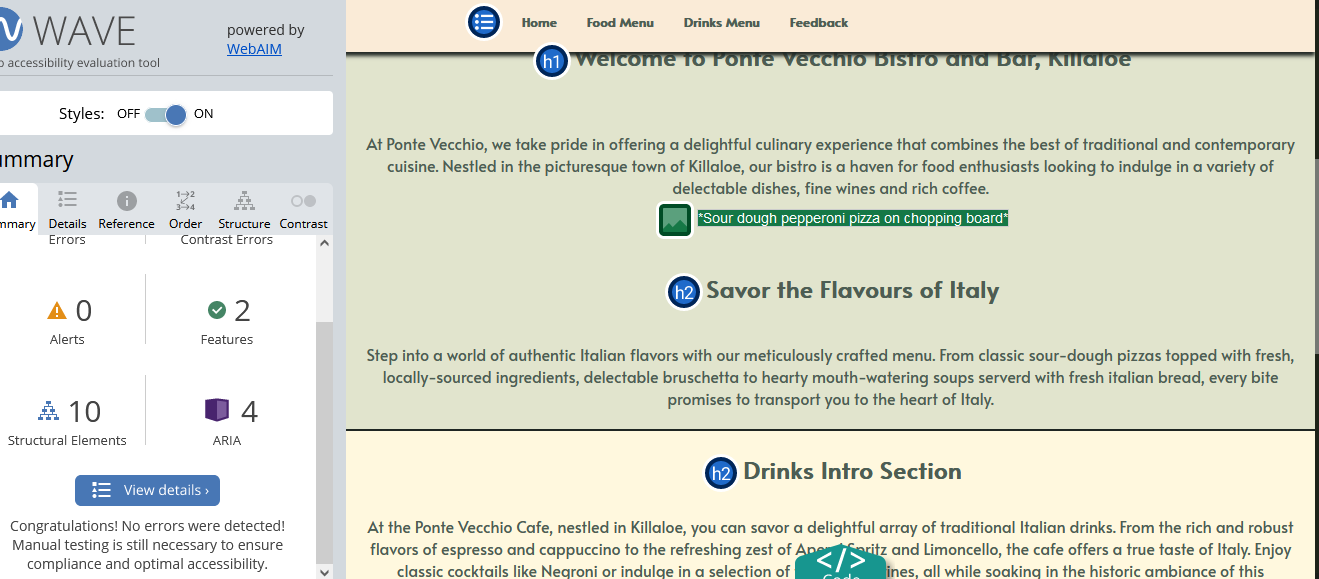 WAVE
powered by
WebAIM
accessibility evaluation tool
Styles: OFF ON
Details Reference Order Structure Contrast
Errors Contrast Errors
0 2
Alerts Features
10 4
Structural Elements ARIA
View details ›
Congratulations! No errors were detected!
Manual testing is still necessary to ensure
compliance and optimal accessibility.
Home Food Menu Drinks Menu Feedback
h1 Welcome to Ponte Vecchio Bistro and Bar, Killaloe
At Ponte Vecchio, we take pride in offering a delightful culinary experience that combines the best of traditional and contemporary
cuisine. Nestled in the picturesque town of Killaloe, our bistro is a haven for food enthusiasts looking to indulge in a variety of
delectable dishes, fine wines and rich coffee.
*Sour dough pepperoni pizza on chopping board*
h2 Savor the Flavours of Italy
Step into a world of authentic Italian flavors with our meticulously crafted menu. From classic sour-dough pizzas topped with fresh,
locally-sourced ingredients, delectable bruschetta to hearty mouth-watering soups serverd with fresh italian bread, every bite
promises to transport you to the heart of Italy.
h2 Drinks Intro Section
At the Ponte Vecchio Cafe, nestled in Killaloe, you can savor a delightful array of traditional Italian drinks. From the rich and robust
flavors of espresso and cappuccino to the refreshing zest of Aperol Spritz and Limoncello, the cafe offers a true taste of Italy. Enjoy
classic cocktails like Negroni or indulge in a selection of wines, all while soaking in the historic ambiance of this